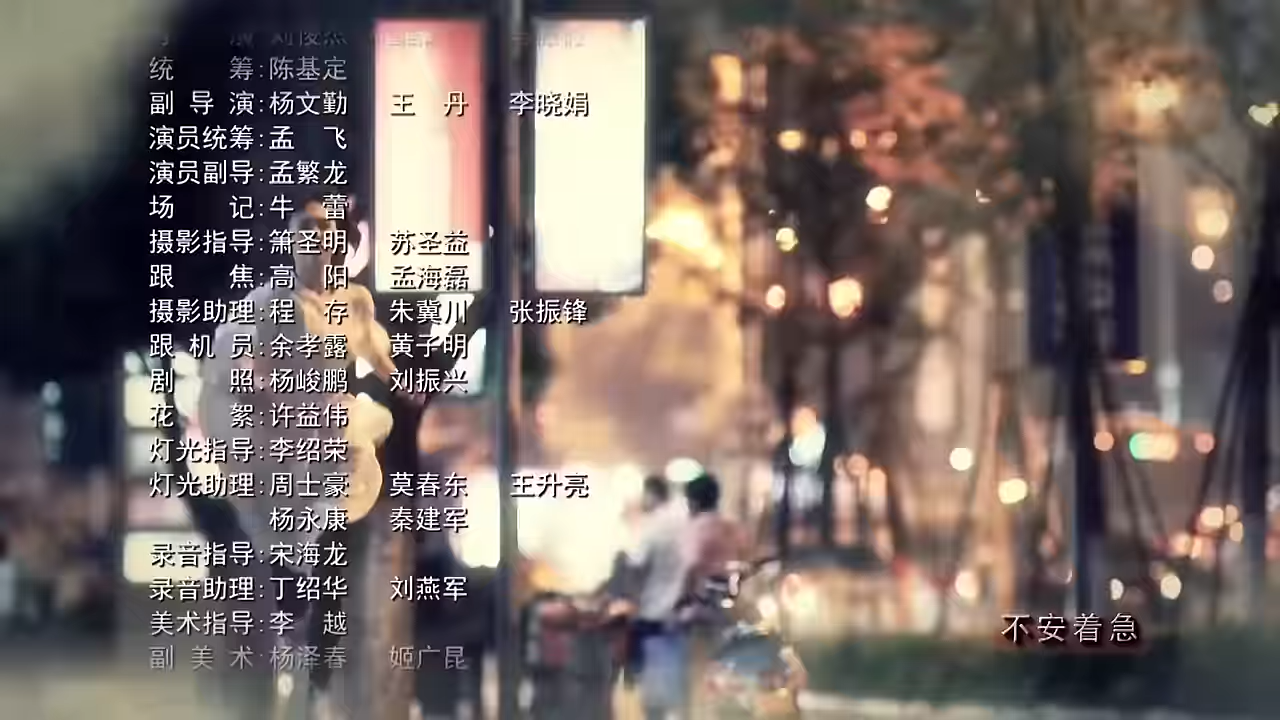 统筹:陈基定
副导演:杨文勤 王丹 李晓娟
演员统筹:孟飞
演员副导:孟繁龙
场记:牛蕾
摄影指导:箫圣明 苏圣益
跟焦:高阳 孟海磊
摄影助理:程存 朱冀川 张振锋
跟机员:余孝露 黄子明
剧照:杨峻鹏 刘振兴
花絮:许益伟
灯光指导:李绍荣
灯光助理:周士豪 莫春东 王升亮
杨永康 秦建军
录音指导:宋海龙
录音助理:丁绍华 刘燕军
美术指导:李越
副美术:杨泽春 姬广昆
不安着急